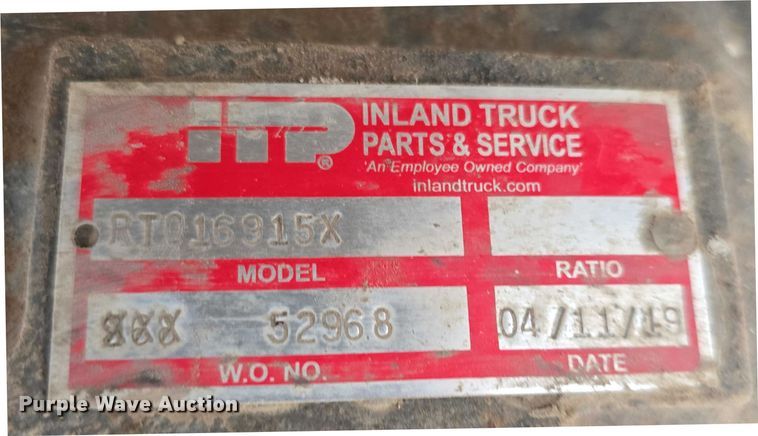 iTP®
INLAND TRUCK
PARTS & SERVICE
'An Employee Owned Company'
inlandtruck.com
RTO16915X
MODEL
RATIO
52968
04/11/19
W.O. NO.
DATE
Purple Wave Auction